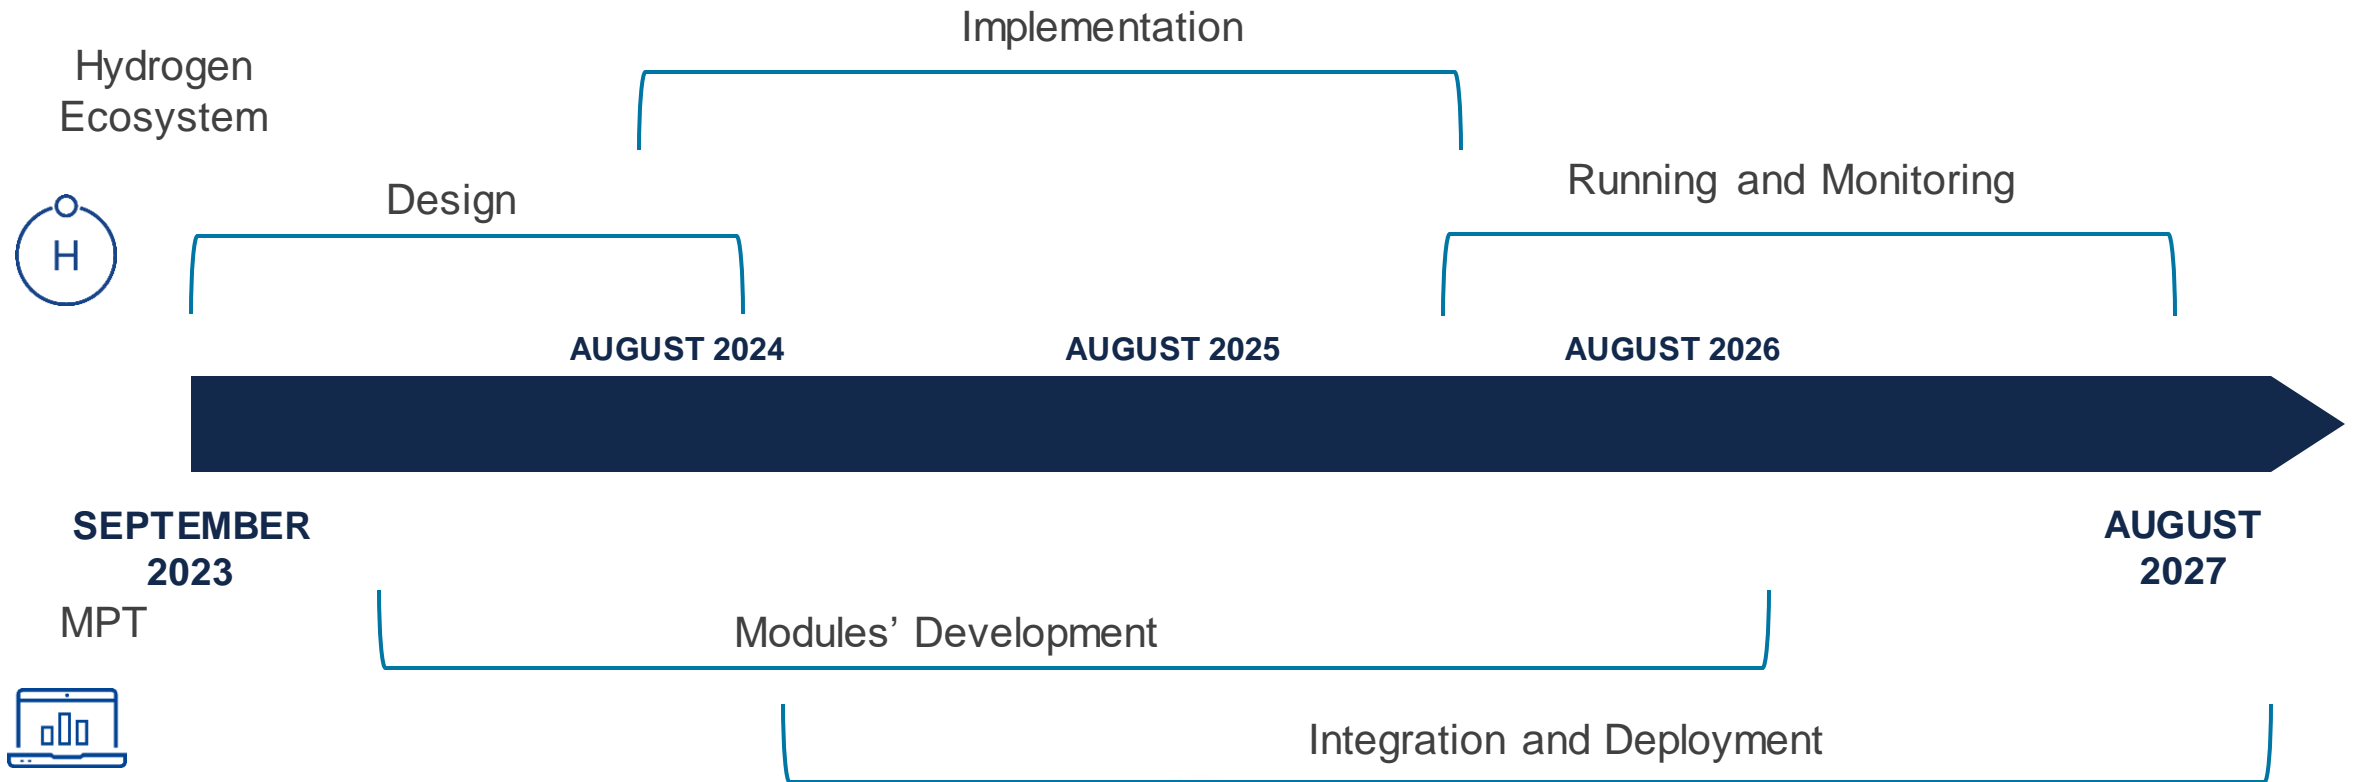 Implementation
Hydrogen
Ecosystem
Running and Monitoring
Design
H
AUGUST 2024
AUGUST 2025
AUGUST 2026
SEPTEMBER
2023
AUGUST
2027
MPT
Modules’ Development
Integration and Deployment